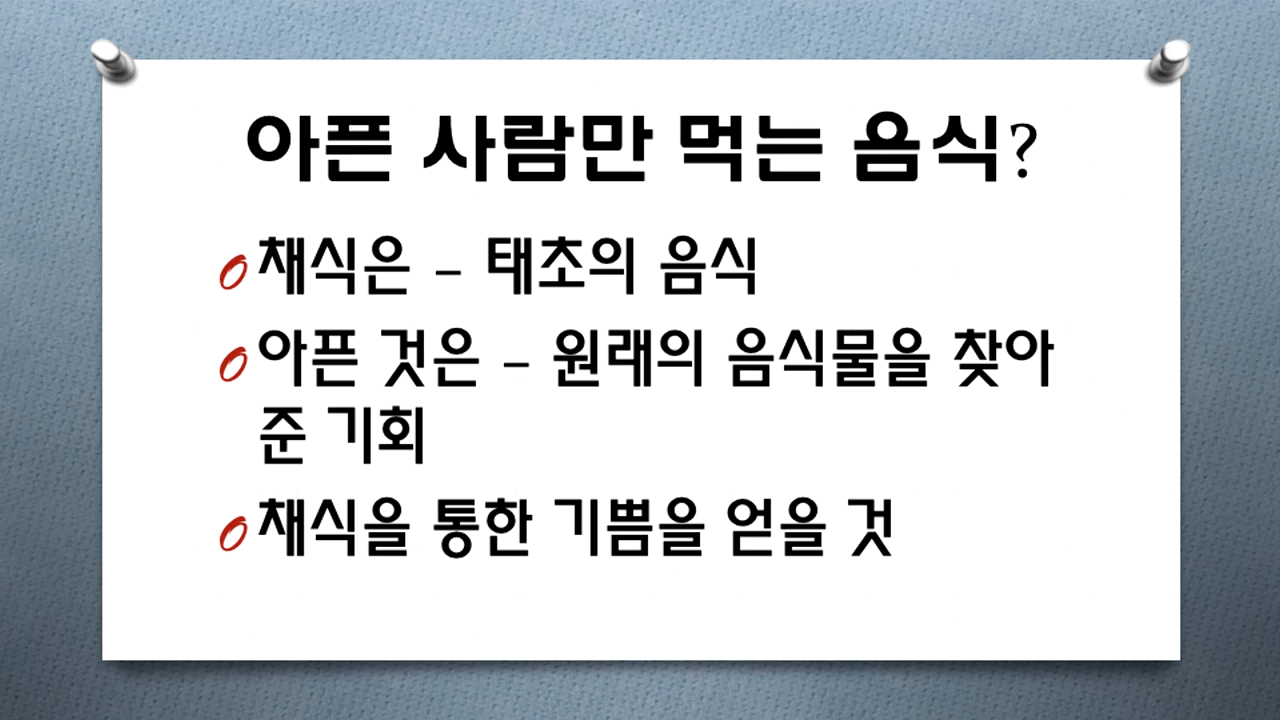 아픈 사람만 먹는 음식?
채식은 – 태초의 음식
아픈 것은 – 원래의 음식물을 찾아
준 기회
채식을 통한 기쁨을 얻을 것